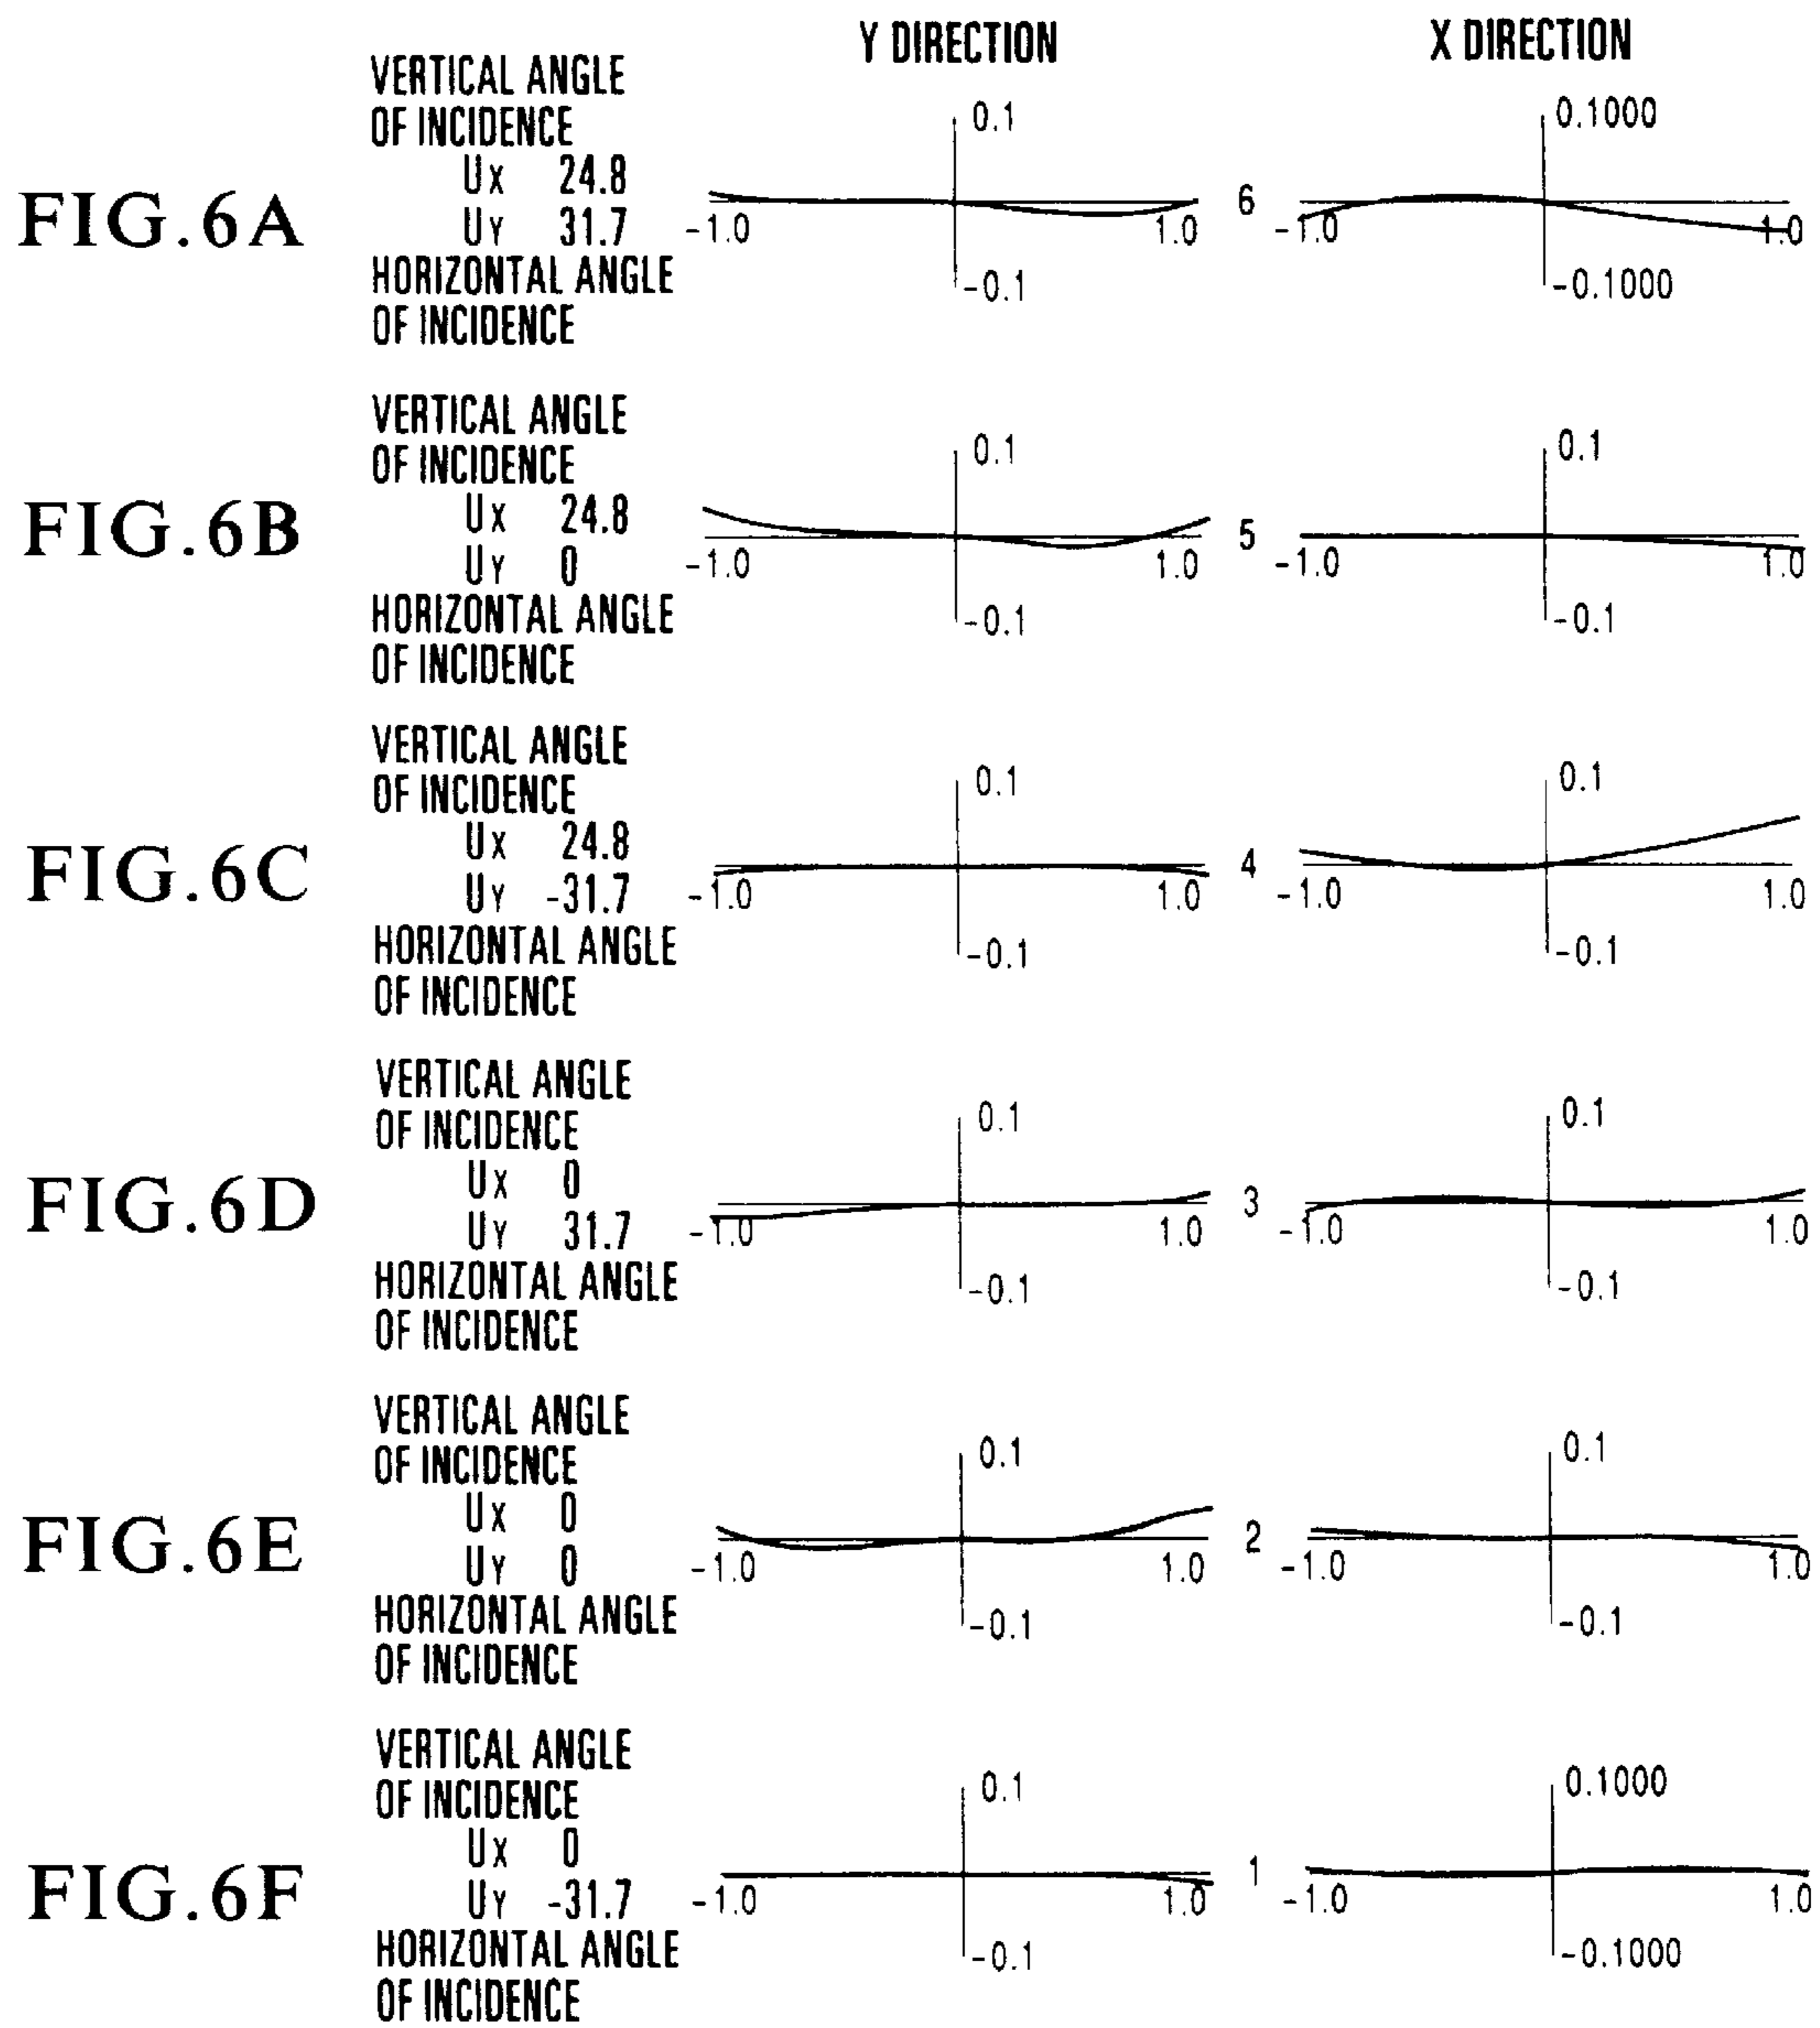 Y DIRECTION X DIRECTION
VERTICAL ANGLE
OF INCIDENCE
0.1 0.1000
FIG.6A
UX 24.8
UY 31.7
-1.0 1.0 6 -1.0 1.0
HORIZONTAL ANGLE
OF INCIDENCE
-0.1 -0.1000
VERTICAL ANGLE
OF INCIDENCE
0.1 0.1
FIG.6B
UX 24.8
UY 0
-1.0 1.0 5 -1.0 1.0
HORIZONTAL ANGLE
OF INCIDENCE
-0.1 -0.1
VERTICAL ANGLE
OF INCIDENCE
0.1 0.1
FIG.6C
UX 24.8
UY -31.7
-1.0 1.0 4 -1.0 1.0
HORIZONTAL ANGLE
OF INCIDENCE
-0.1 -0.1
VERTICAL ANGLE
OF INCIDENCE
0.1 0.1
FIG.6D
UX 0
UY 31.7
-1.0 1.0 3 -1.0 1.0
HORIZONTAL ANGLE
OF INCIDENCE
-0.1 -0.1
VERTICAL ANGLE
OF INCIDENCE
0.1 0.1
FIG.6E
UX 0
UY 0
-1.0 1.0 2 -1.0 1.0
HORIZONTAL ANGLE
OF INCIDENCE
-0.1 -0.1
VERTICAL ANGLE
OF INCIDENCE
0.1 0.1000
FIG.6F
UX 0
UY -31.7
-1.0 1.0 1 -1.0 1.0
HORIZONTAL ANGLE
OF INCIDENCE
-0.1 -0.1000